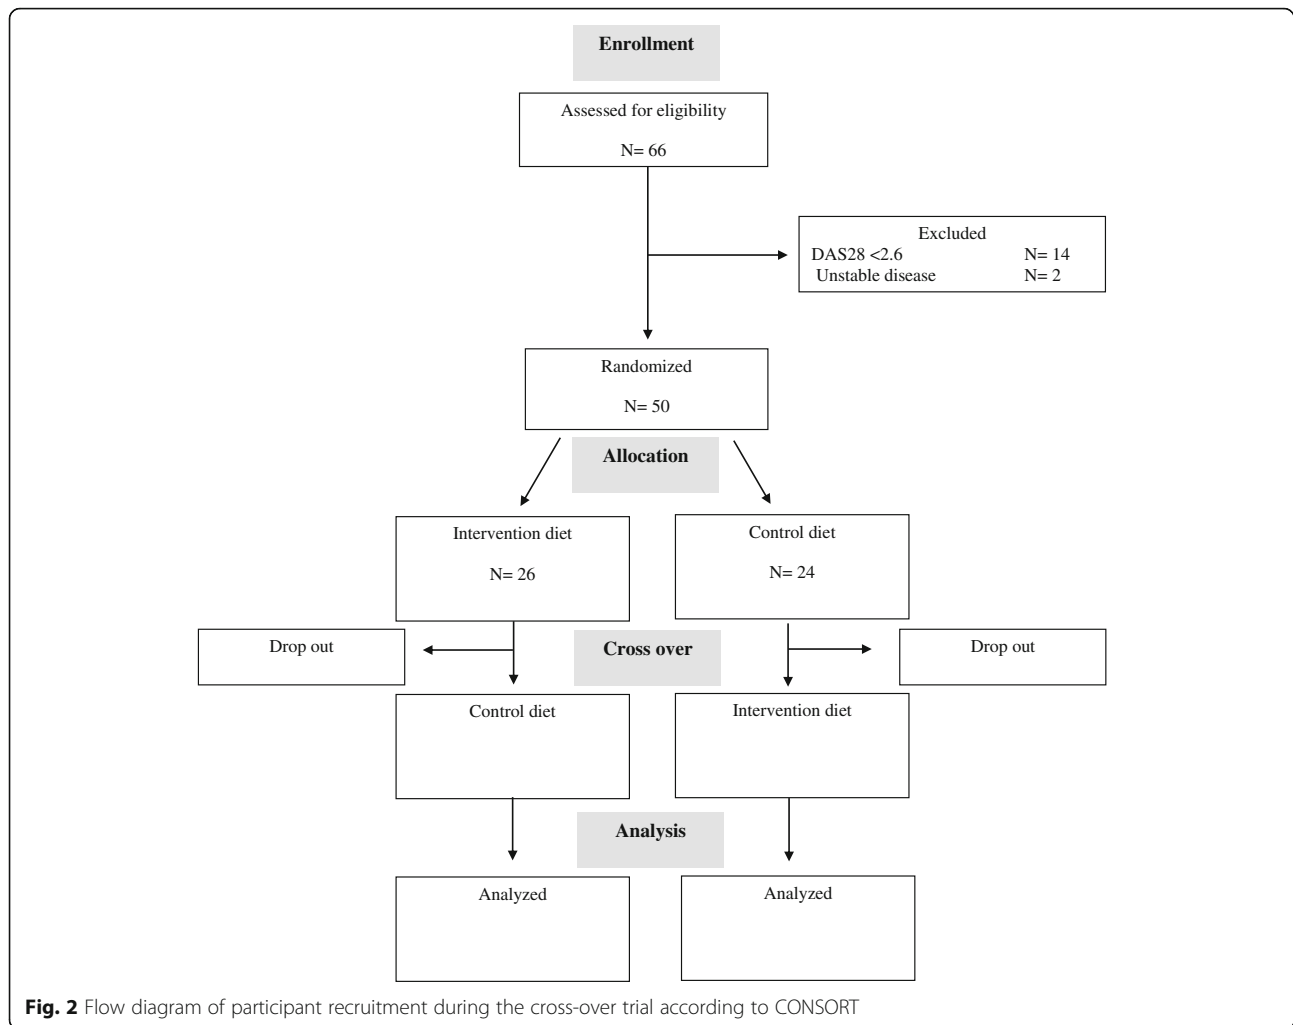 Enrollment
Assessed for eligibility
N= 66
Excluded
DAS28 <2.6 N= 14
Unstable disease N= 2
Randomized
N= 50
Allocation
Intervention diet
N= 26
Control diet
N= 24
Drop out
Cross over
Drop out
Control diet
Intervention diet
Analysis
Analyzed
Analyzed
Fig. 2 Flow diagram of participant recruitment during the cross-over trial according to CONSORT